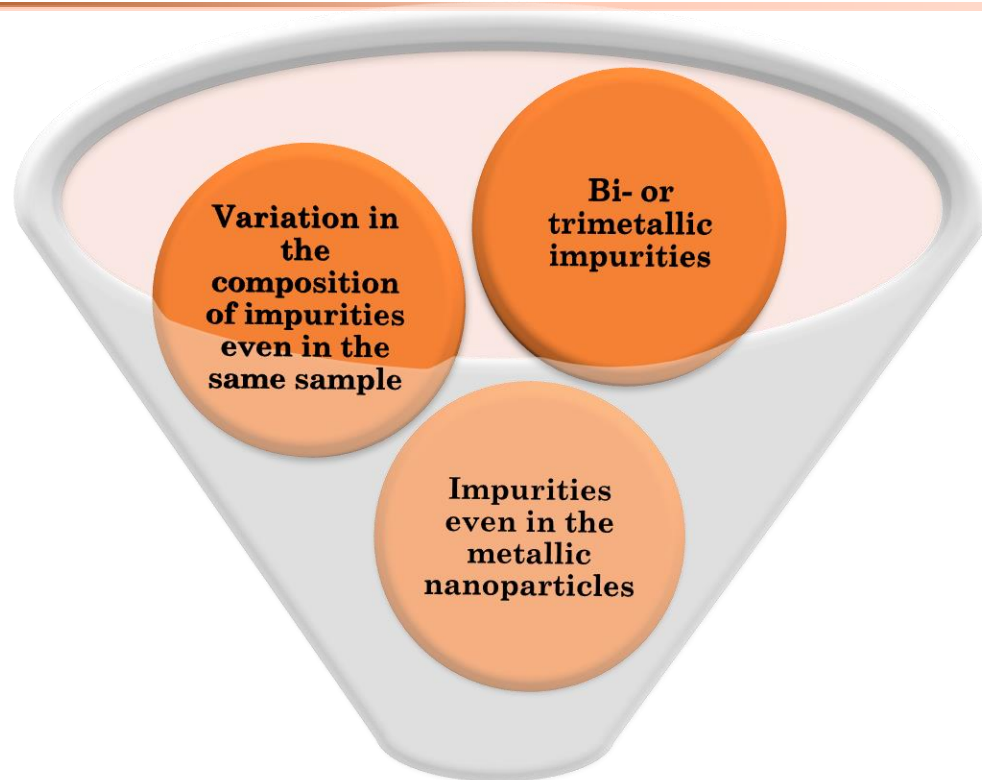 Variation in
the
composition
of impurities
even in the
same sample
Bi- or
trimetallic
impurities
Impurities
even in the
metallic
nanoparticles